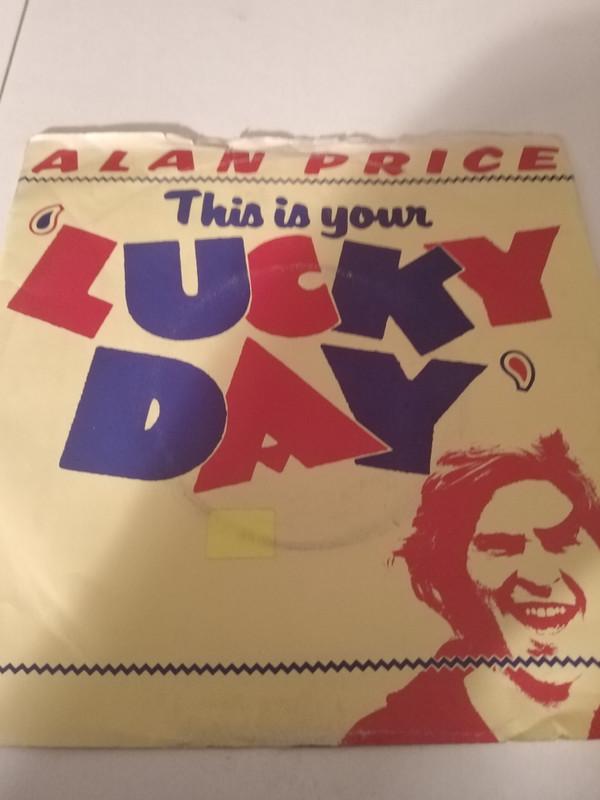 ALAN PRICE
This is your
'LUCKY
DAY'